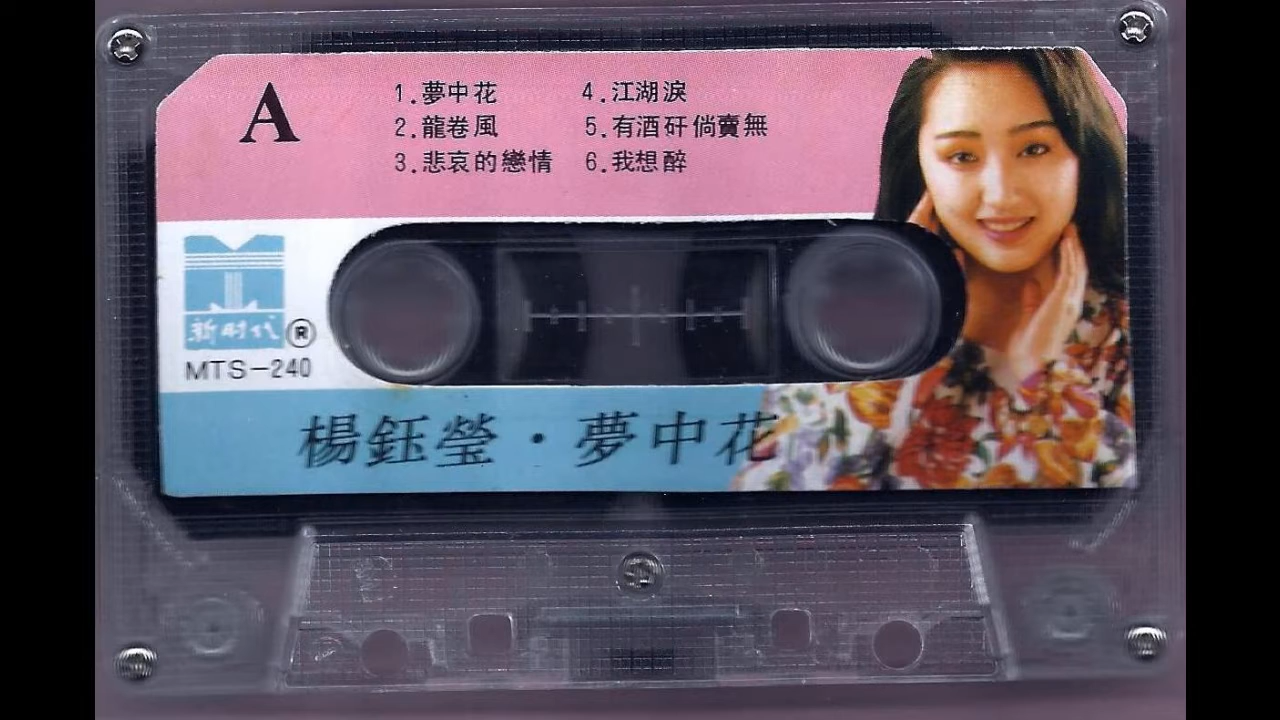 A
1.夢中花
2.龍卷風
3.悲哀的戀情
4.江湖淚
5.有酒矸倘賣無
6.我想醉
新时代®
MTS-240
楊鈺瑩·夢中花